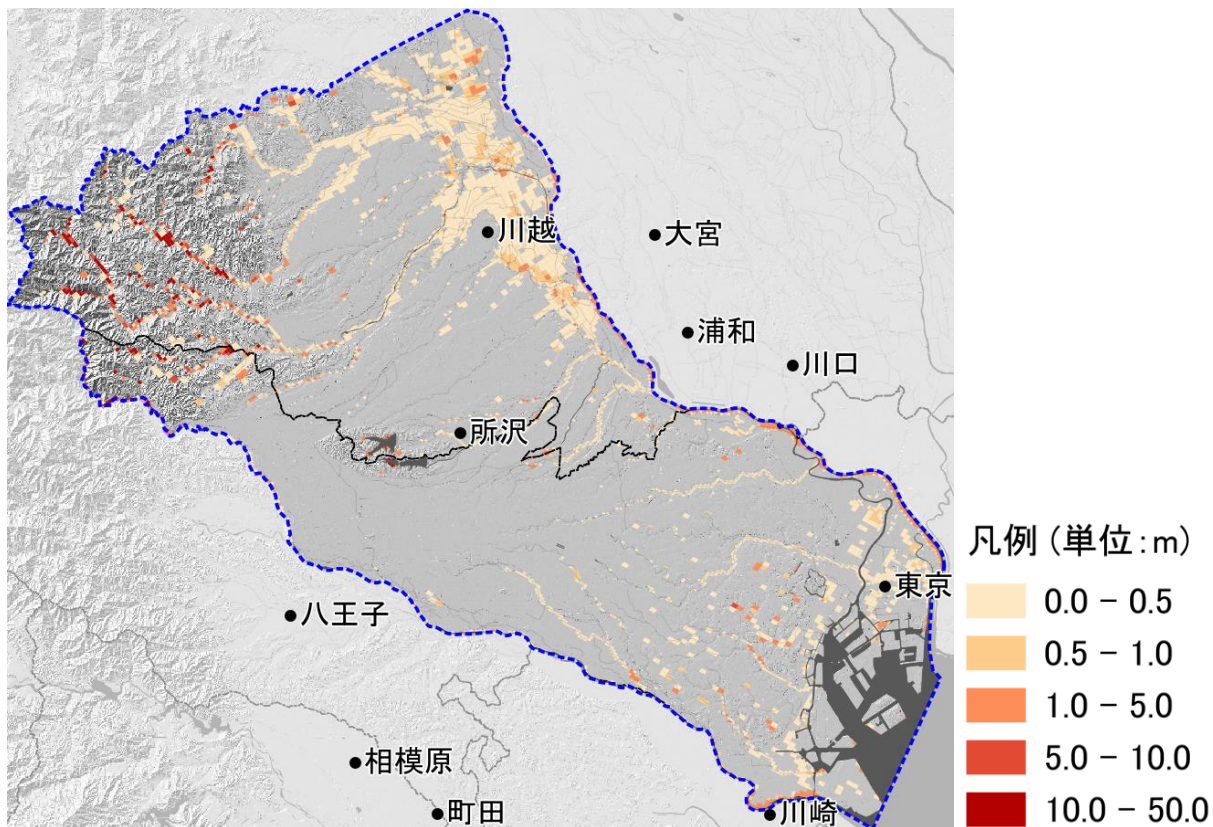 川越
大宮
浦和
川口
所沢
八王子
東京
相模原
町田
川崎
凡例 (単位:m)
0.0 - 0.5
0.5 - 1.0
1.0 - 5.0
5.0 - 10.0
10.0 - 50.0